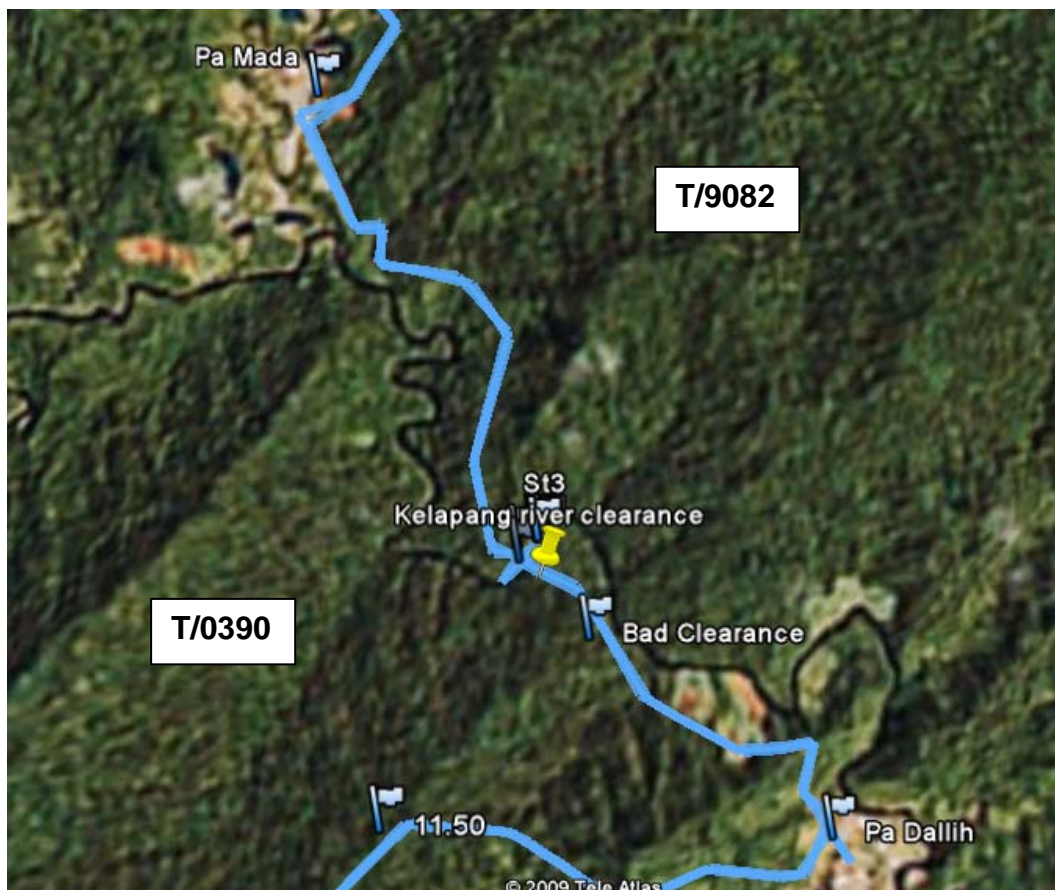 Pa Mada
T/9082
St3
Kelapang river clearance
T/0390
Bad Clearance
11.50
Pa Dallih
© 2009 Tele Atlas